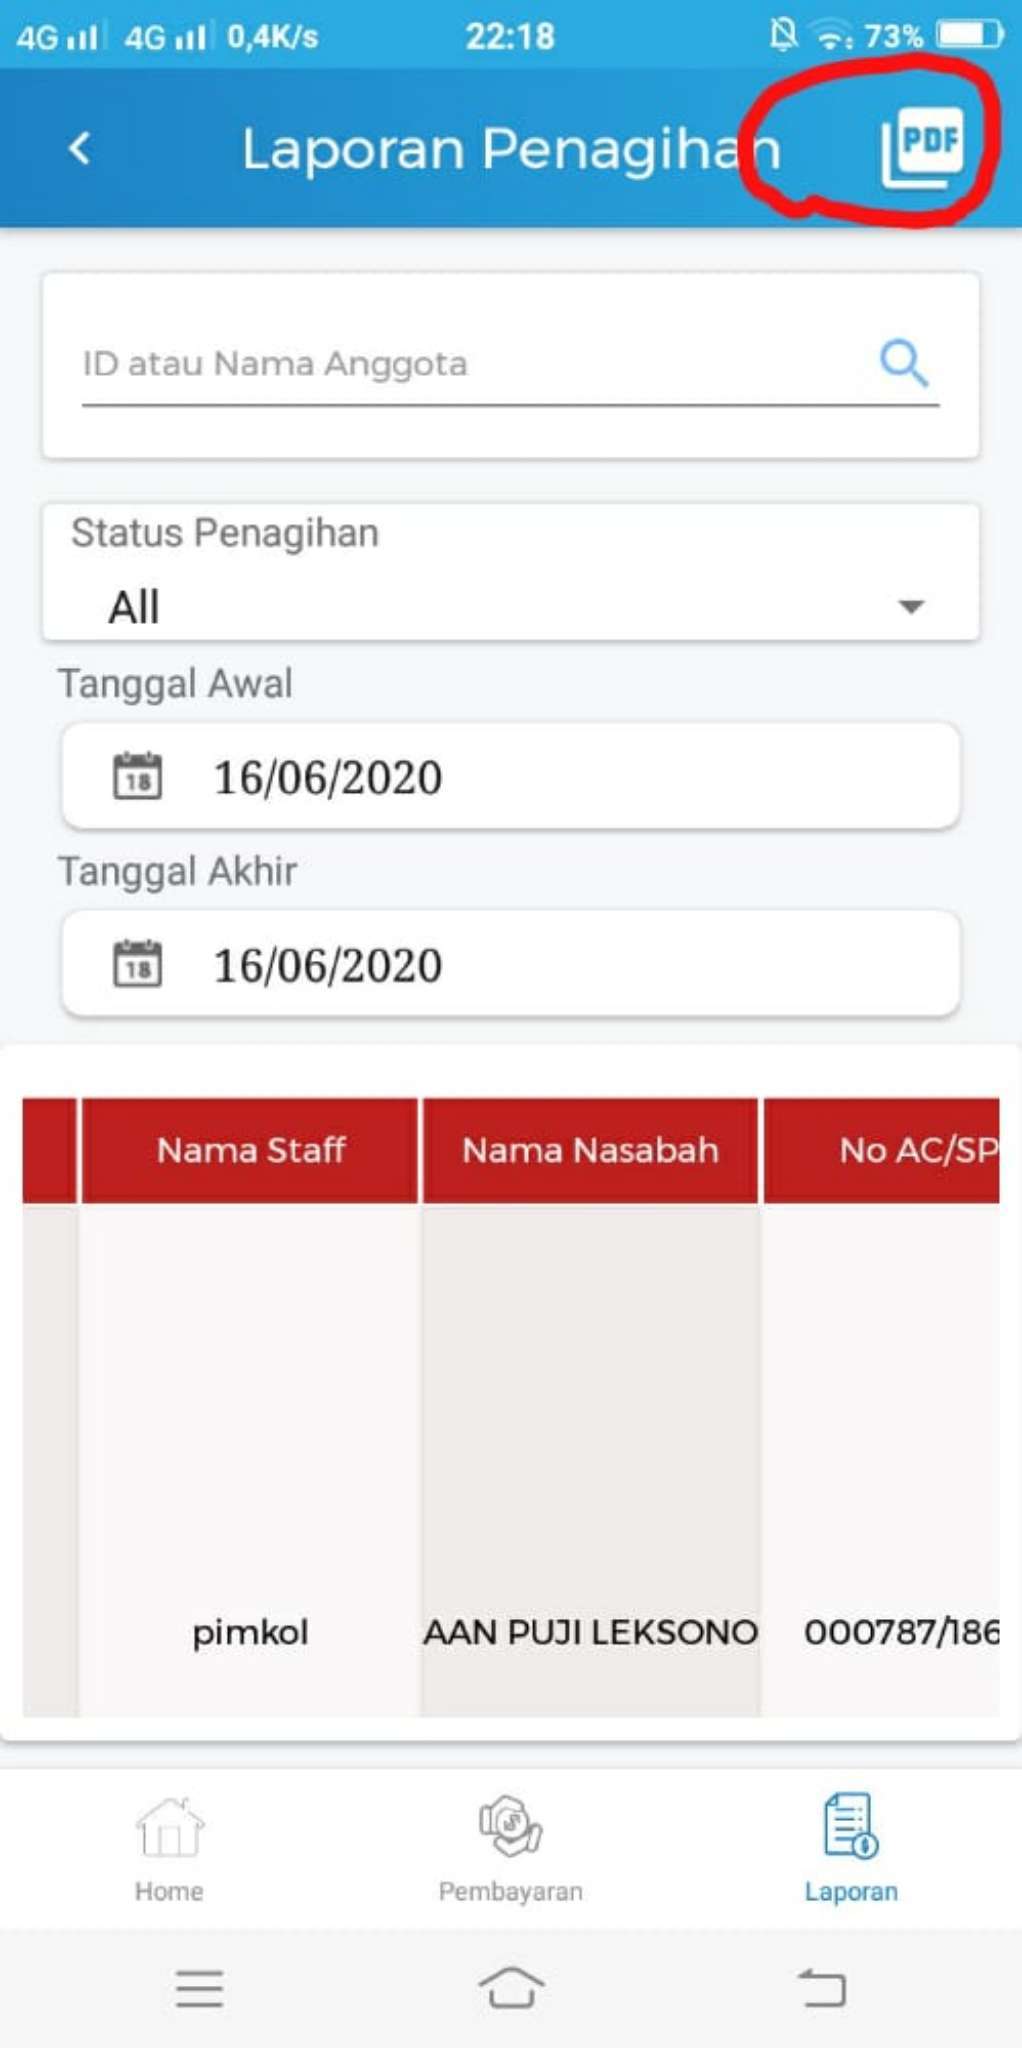 4G 4G 0,4K/s 22:18 73%
Laporan Penagihan PDF
ID atau Nama Anggota
Status Penagihan
All
Tanggal Awal
18 16/06/2020
Tanggal Akhir
18 16/06/2020
Nama Staff Nama Nasabah No AC/SP
pimkol AAN PUJI LEKSONO 000787/186
Home Pembayaran Laporan